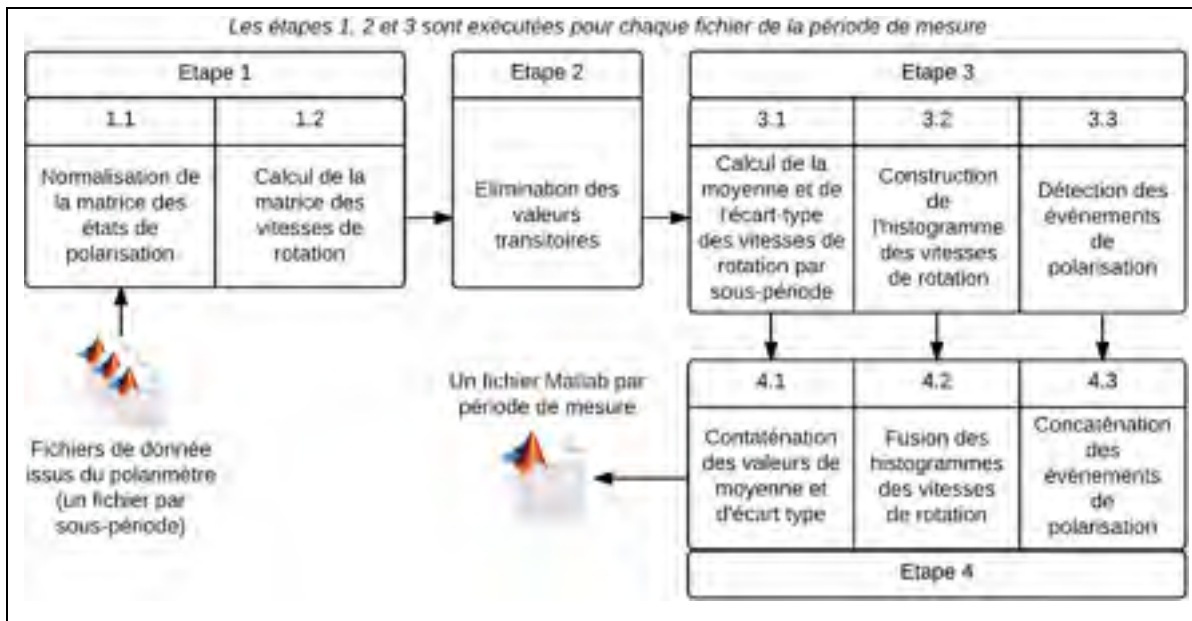 Les étapes 1, 2 et 3 sont exécutées pour chaque fichier de la période de mesure
Etape 1
1.1
Normalisation de
la matrice des
états de
polarisation
1.2
Calcul de la
matrice des
vitesses de
rotation
Etape 2
Elimination des
valeurs
transitoires
Etape 3
3.1
Calcul de la
moyenne et de
l'écart-type
des vitesses de
rotation par
sous-période
3.2
Construction
de
l'histogramme
des vitesses
de rotation
3.3
Détection des
événements
de
polarisation
Fichiers de donnée
issus du polarimètre
(un fichier par
sous-période)
Un fichier Matlab par
période de mesure
4.1
Contaténation
des valeurs de
moyenne et
d'écart type
4.2
Fusion des
histogrammes
des vitesses
de rotation
4.3
Concaténation
des
événements
de
polarisation
Etape 4